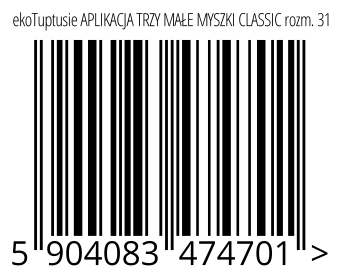 ekoTuptusie APLIKACJA TRZY MAŁE MYSZKI CLASSIC rozm. 31
5 904083 474701 >